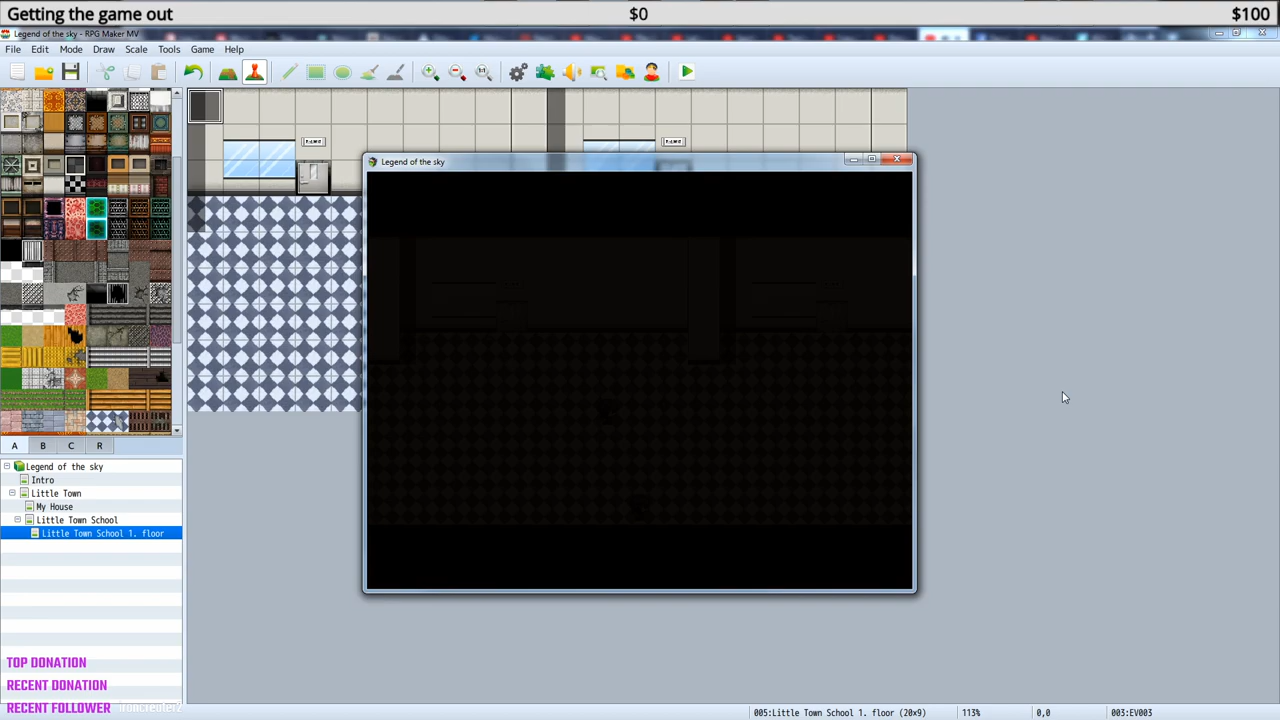 Getting the game out $0 $100
Legend of the sky - RPG Maker MV
File Edit Mode Draw Scale Tools Game Help
Legend of the sky
A B C R
Legend of the sky
Intro
Little Town
My House
Little Town School
Little Town School 1. floor
TOP DONATION
RECENT DONATION
RECENT FOLLOWER ironcreater2
005:Little Town School 1. floor (20x9) 113% 0,0 003:EV003